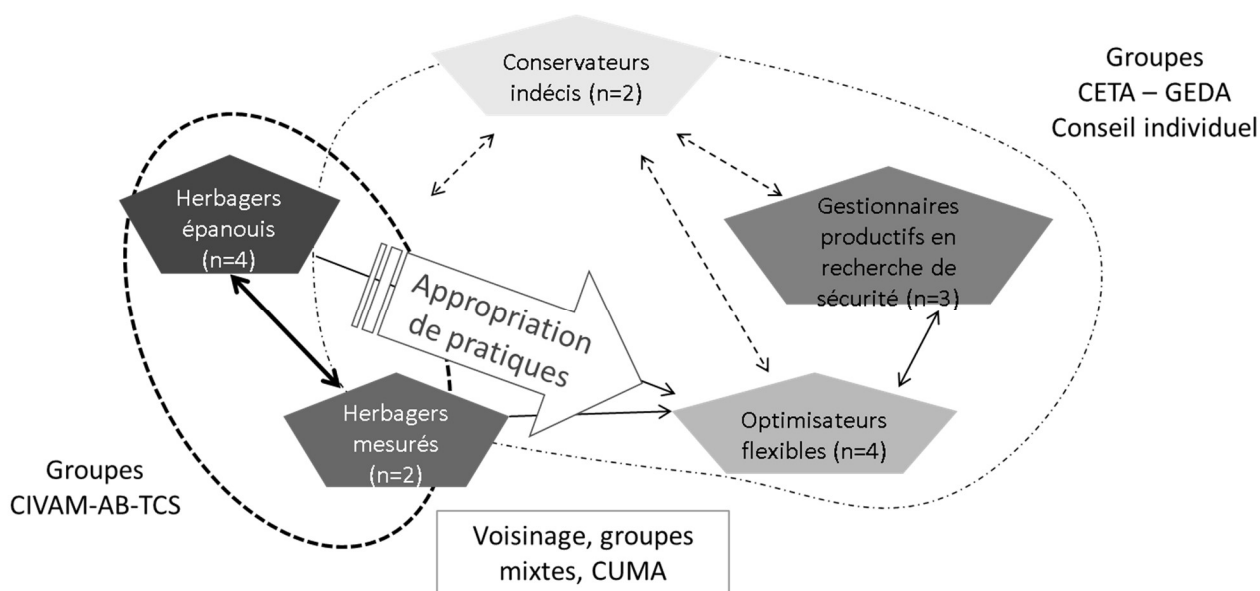 Conservateurs
indécis (n=2)
Groupes
CETA – GEDA
Conseil individuel
Herbagers
épanouis
(n=4)
Gestionnaires
productifs en
recherche de
sécurité (n=3)
Appropriation
de pratiques
Herbagers
mesurés
(n=2)
Optimisateurs
flexibles (n=4)
Groupes
CIVAM-AB-TCS
Voisinage, groupes
mixtes, CUMA